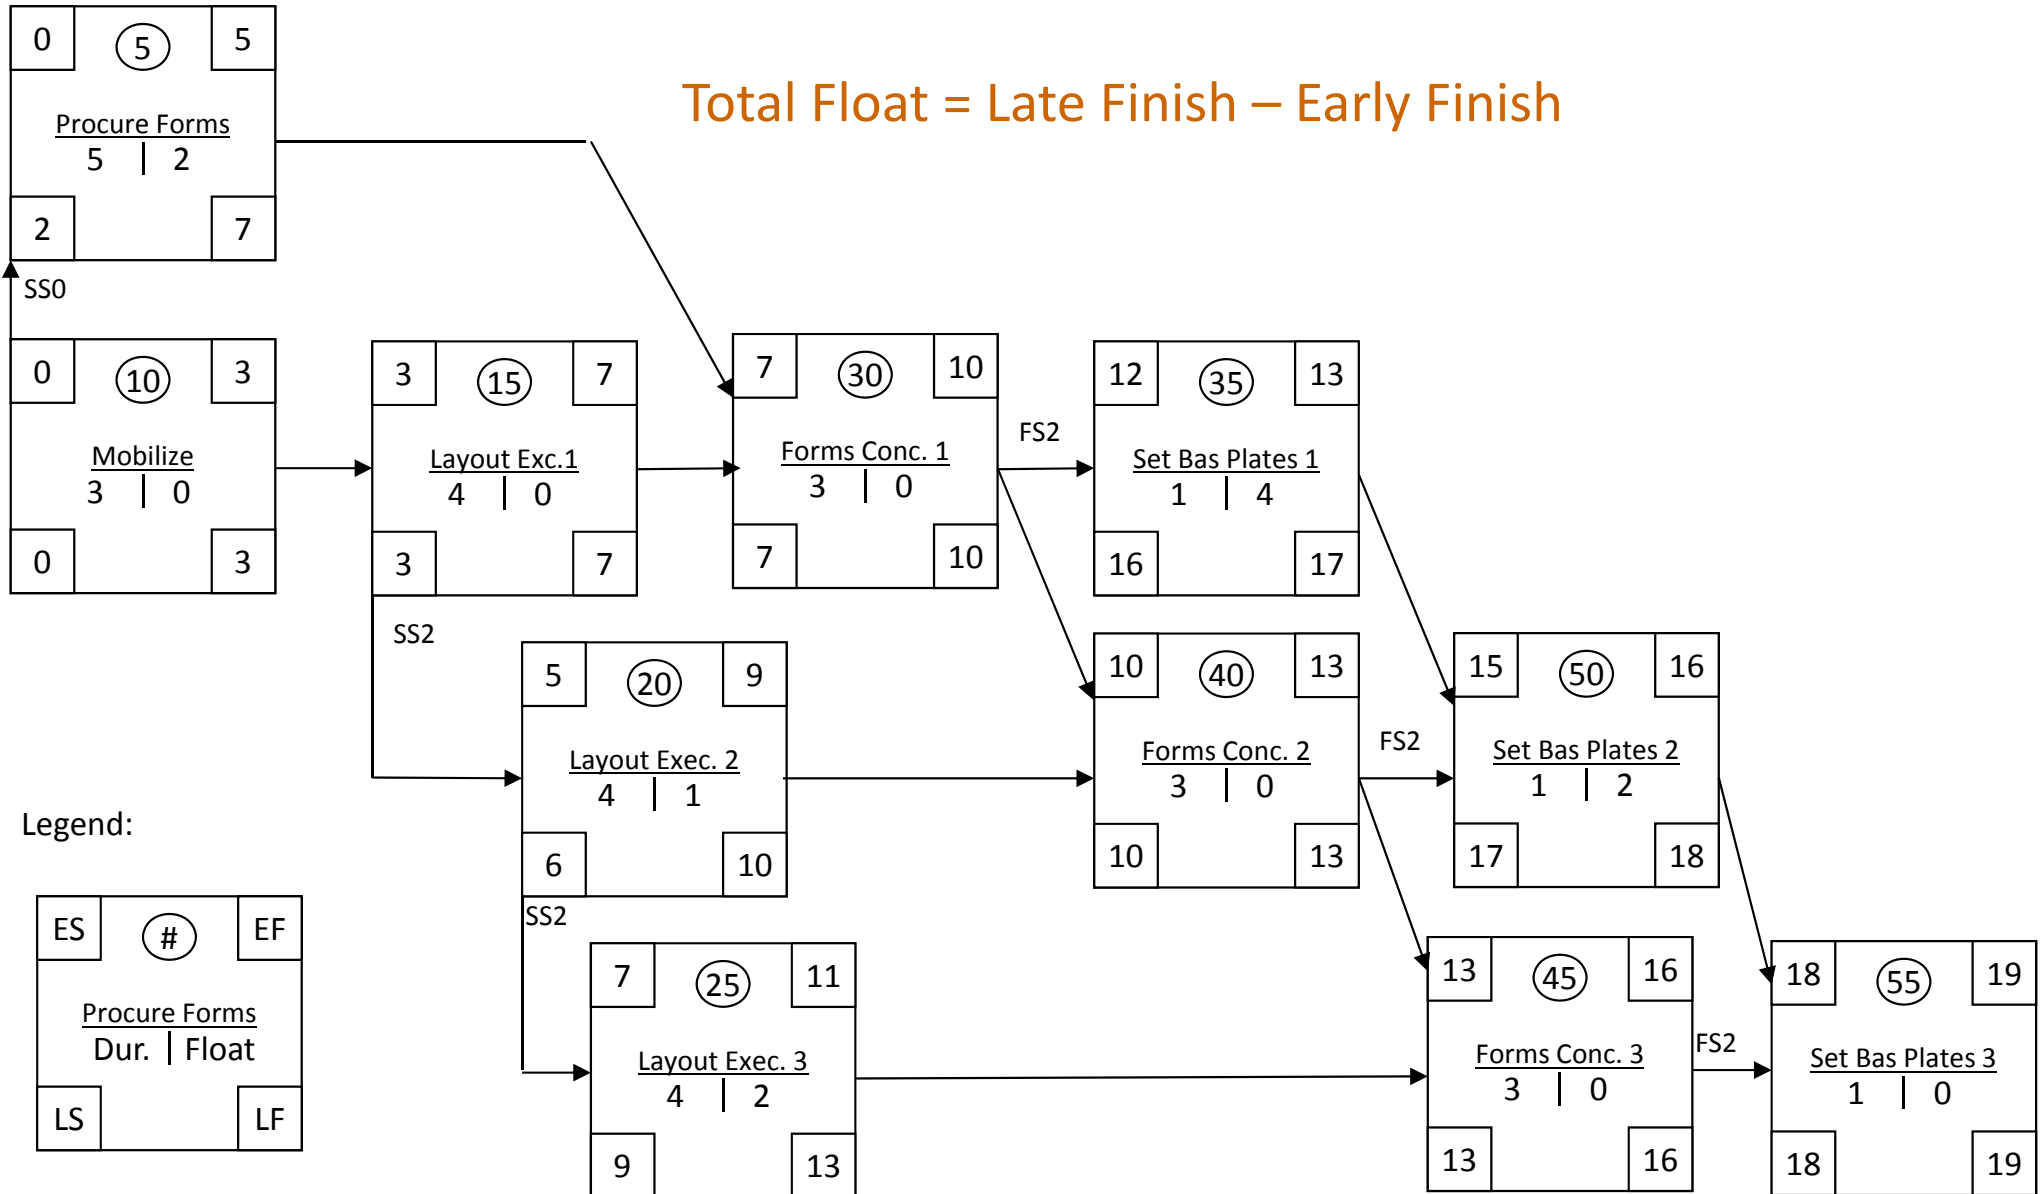 Total Float = Late Finish – Early Finish
0 5 5
Procure Forms
5 | 2
2 7
SS0
0 10 3
Mobilize
3 | 0
0 3
3 15 7
Layout Exc.1
4 | 0
3 7
7 30 10
Forms Conc. 1
3 | 0
7 10
FS2
12 35 13
Set Bas Plates 1
1 | 4
16 17
SS2
5 20 9
Layout Exec. 2
4 | 1
6 10
10 40 13
Forms Conc. 2
3 | 0
10 13
FS2
15 50 16
Set Bas Plates 2
1 | 2
17 18
SS2
7 25 11
Layout Exec. 3
4 | 2
9 13
13 45 16
Forms Conc. 3
3 | 0
13 16
FS2
18 55 19
Set Bas Plates 3
1 | 0
18 19
Legend:
ES # EF
Procure Forms
Dur. | Float
LS LF